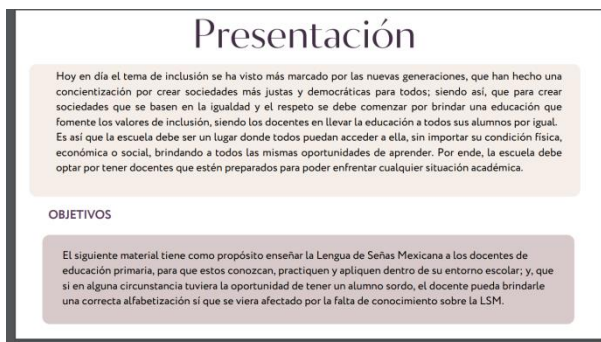 Presentación
Hoy en día el tema de inclusión se ha visto más marcado por las nuevas generaciones, que han hecho una
concientización por crear sociedades más justas y democráticas para todos; siendo así, que para crear
sociedades que se basen en la igualdad y el respeto se debe comenzar por brindar una educación que
fomente los valores de inclusión, siendo los docentes en llevar la educación a todos sus alumnos por igual.
Es así que la escuela debe ser un lugar donde todos puedan acceder a ella, sin importar su condición física,
económica o social, brindando a todos las mismas oportunidades de aprender. Por ende, la escuela debe
optar por tener docentes que estén preparados para poder enfrentar cualquier situación académica.
OBJETIVOS
El siguiente material tiene como propósito enseñar la Lengua de Señas Mexicana a los docentes de
educación primaria, para que estos conozcan, practiquen y apliquen dentro de su entorno escolar; y, que
si en alguna circunstancia tuviera la oportunidad de tener un alumno sordo, el docente pueda brindarle
una correcta alfabetización sí que se viera afectado por la falta de conocimiento sobre la LSM.